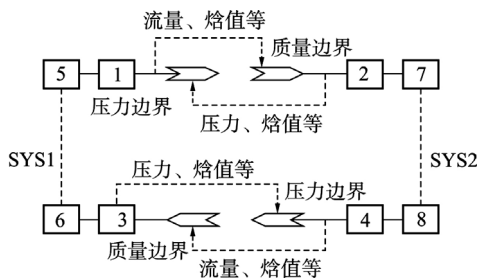 流量、焓值等
质量边界
5
1
2
7
压力边界
压力、焓值等
SYS1
SYS2
压力、焓值等
压力边界
6
3
4
8
质量边界
流量、焓值等